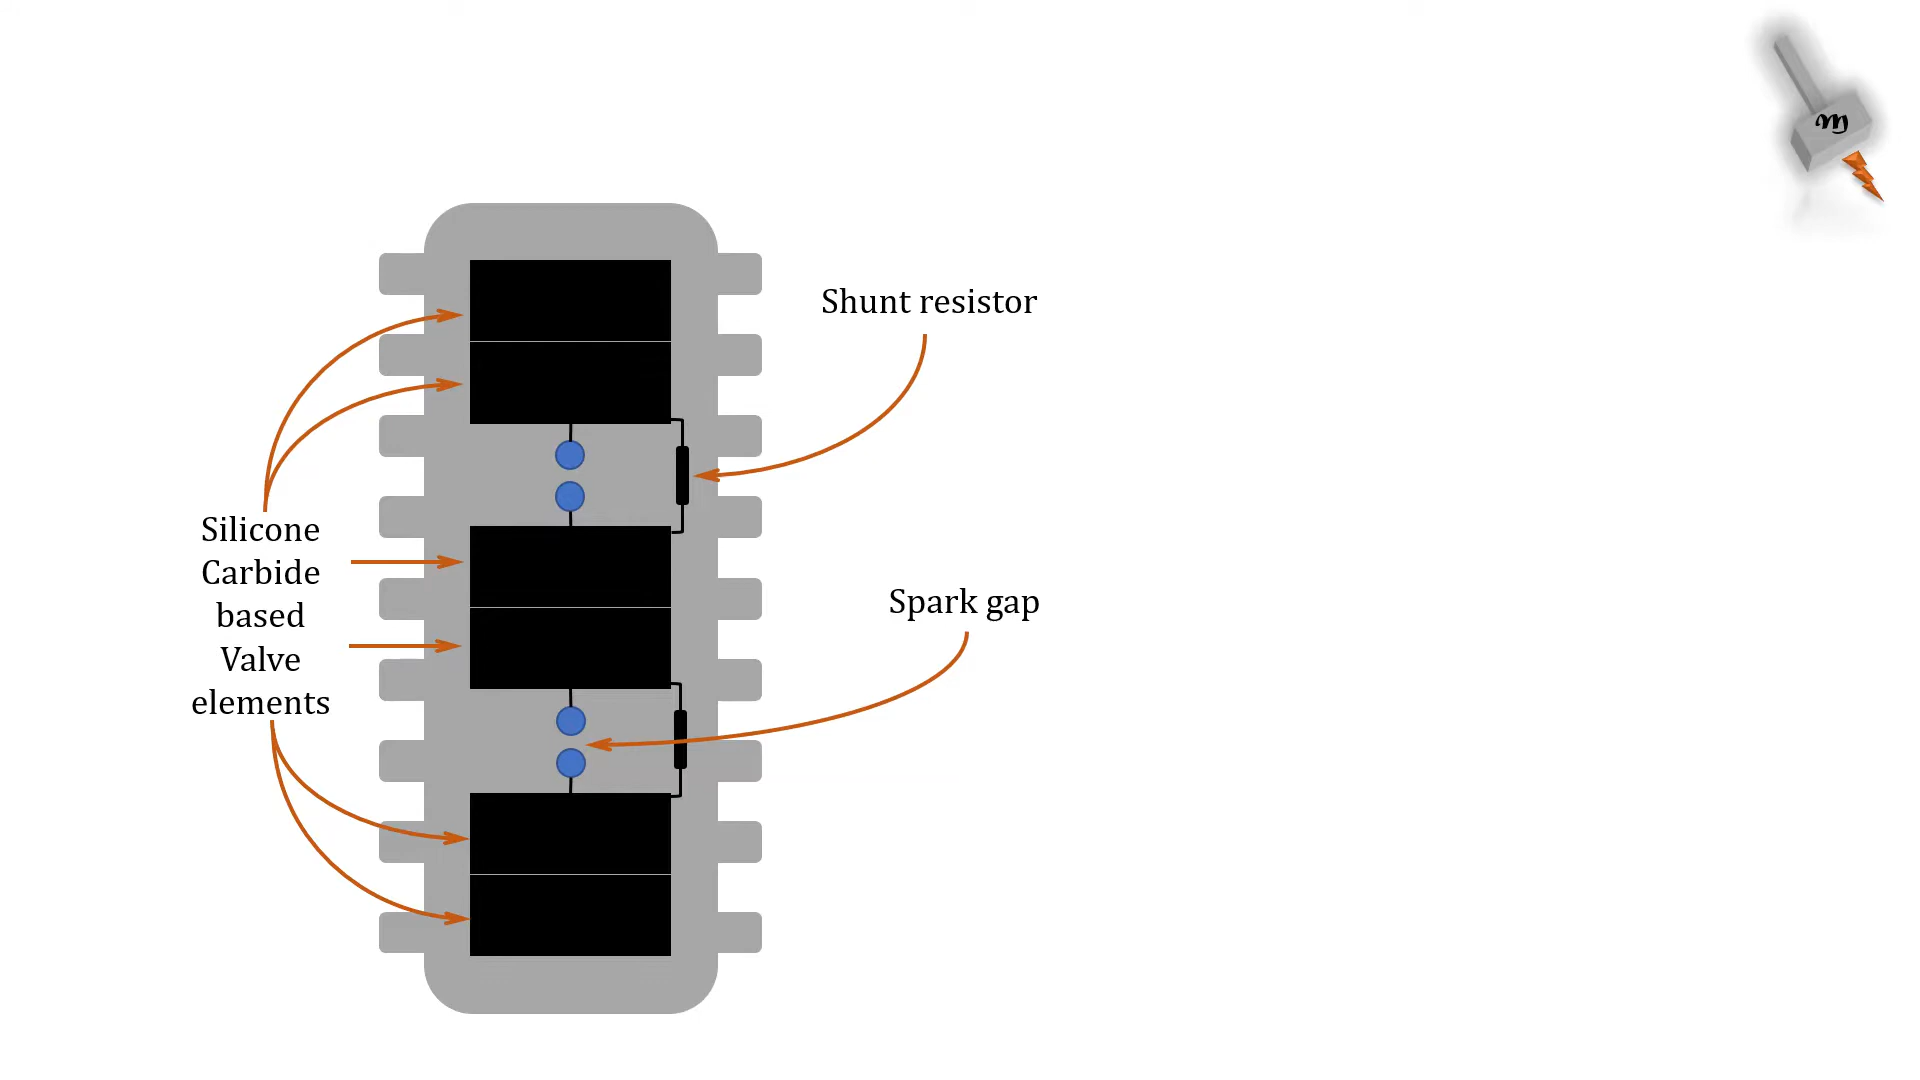 Shunt resistor
Silicone
Carbide
based
Valve
elements
Spark gap